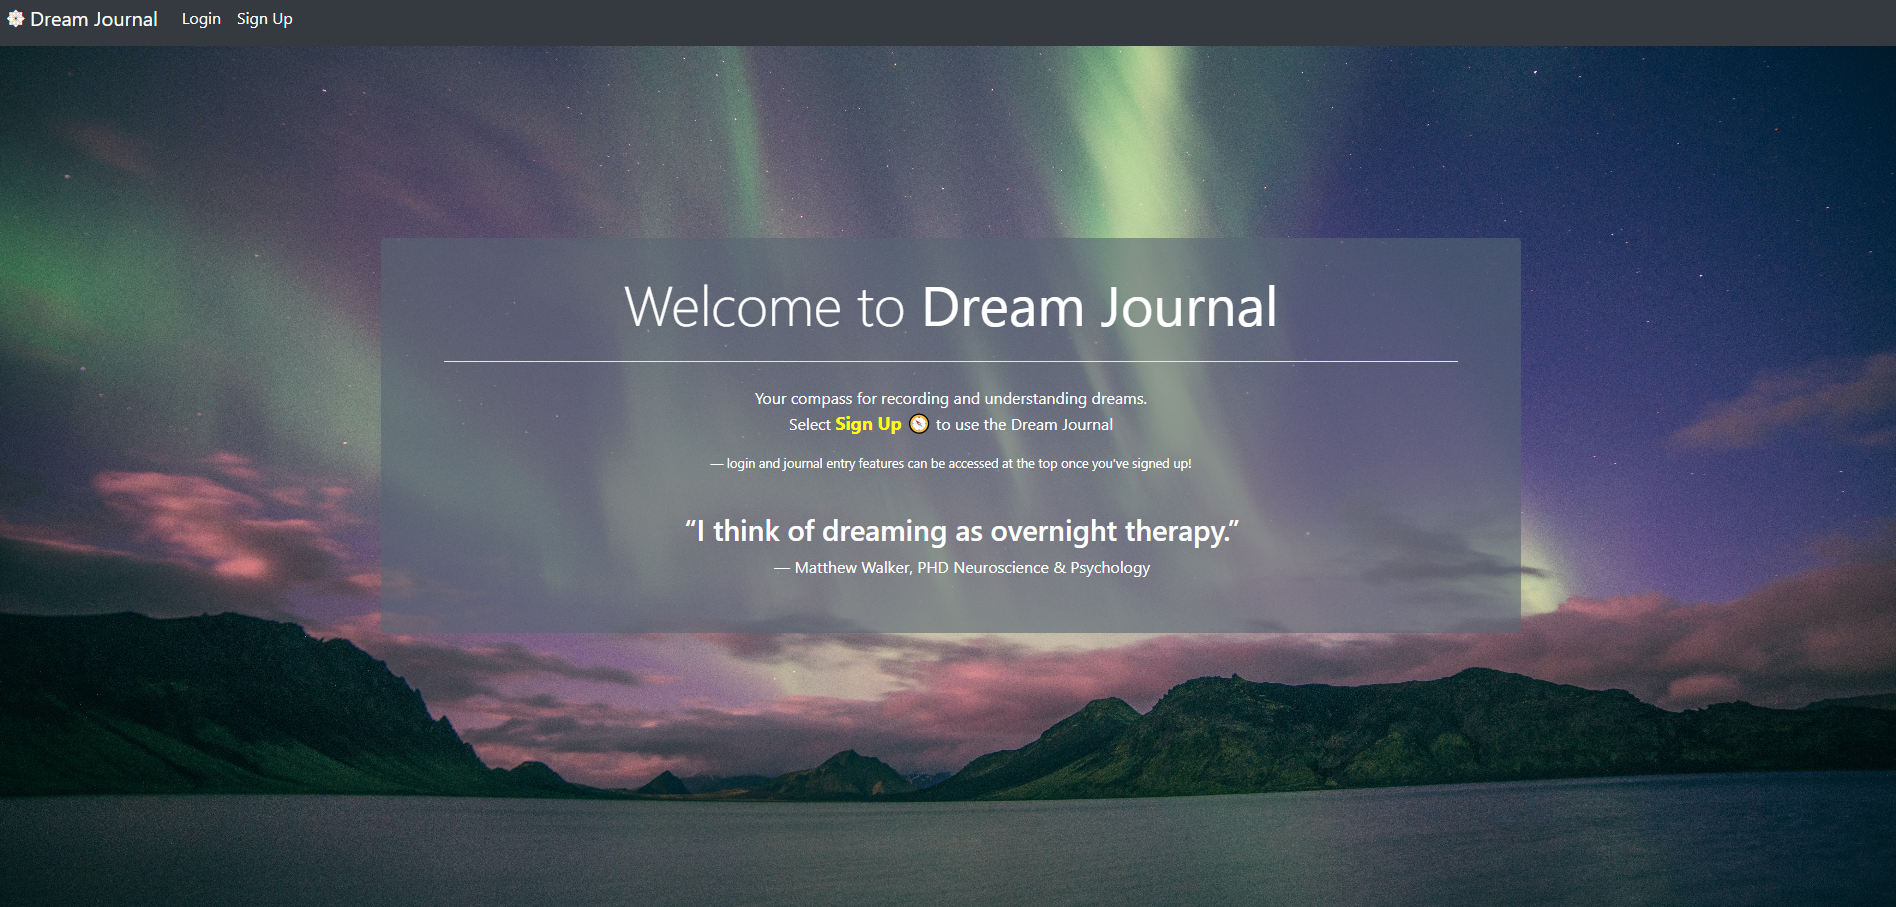 Dream Journal Login Sign Up
Welcome to Dream Journal
Your compass for recording and understanding dreams.
Select Sign Up to use the Dream Journal
— login and journal entry features can be accessed at the top once you've signed up!
“I think of dreaming as overnight therapy.”
— Matthew Walker, PHD Neuroscience & Psychology